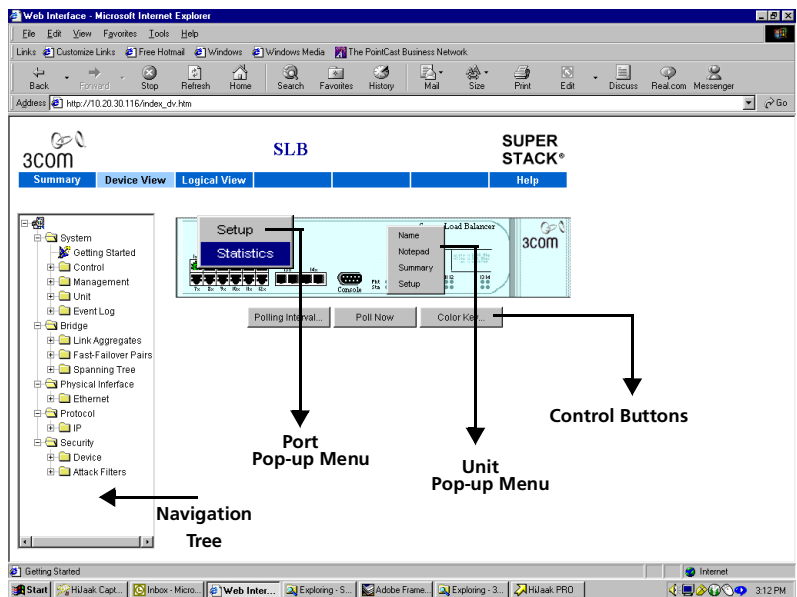 Web Interface - Microsoft Internet Explorer
File Edit View Favorites Tools Help
Links Customize Links Free Hotmail Windows Windows Media The PointCast Business Network
Back Forward Stop Refresh Home Search Favorites History Mail Size Print Edit Discuss Real.com Messenger
Address http://10.20.30.116/index_dv.htm Go
3COM
SLB
SUPER
STACK®
Summary Device View Logical View Help
System
Getting Started
Control
Management
Unit
Event Log
Bridge
Link Aggregates
Fast-Failover Pairs
Spanning Tree
Physical Inferface
Ethernet
Protocol
IP
Security
Device
Attack Filters
Setup
Statistics
Load Balancer
3COM
Name
Notepad
Summary
Setup
Console
Polling Interval...
Poll Now
Color Key...
Control Buttons
Port
Pop-up Menu
Unit
Pop-up Menu
Navigation
Tree
Getting Started
Internet
Start HiJaak Capt... Inbox - Micro... Web Inter... Exploring - S... Adobe Frame... Exploring - 3... HiJaak PRO 3:12 PM